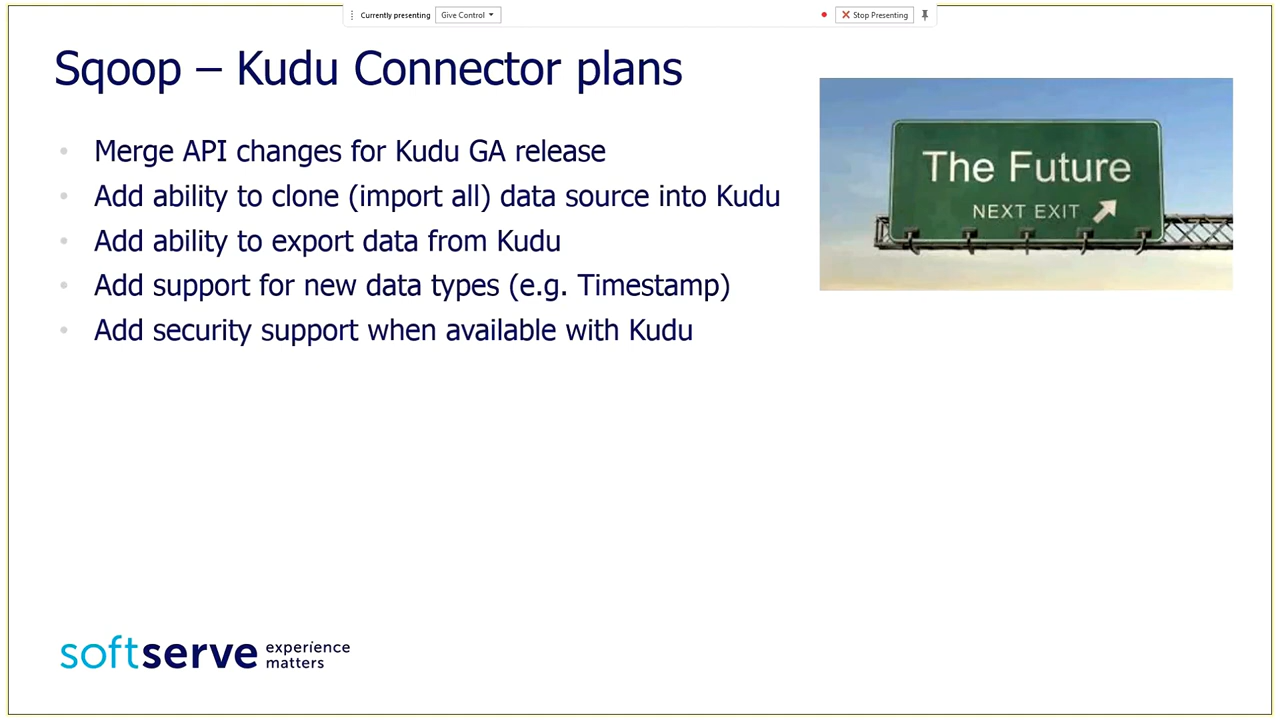 Currently presenting Give Control Stop Presenting
Sqoop – Kudu Connector plans
• Merge API changes for Kudu GA release
• Add ability to clone (import all) data source into Kudu
• Add ability to export data from Kudu
• Add support for new data types (e.g. Timestamp)
• Add security support when available with Kudu
The Future
NEXT EXIT
softserve experience
matters